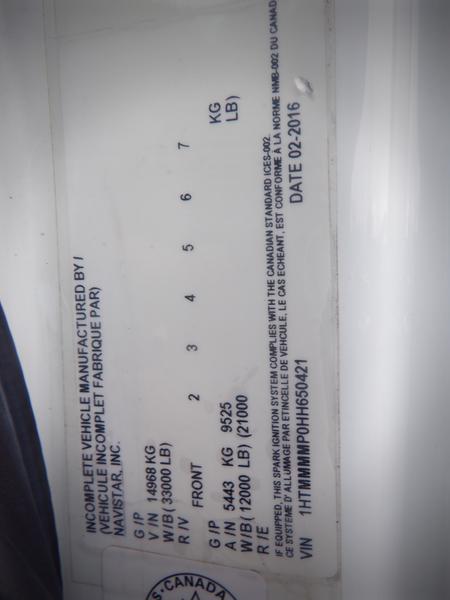 INCOMPLETE VEHICLE MANUFACTURED BY /
(VEHICULE INCOMPLET FABRIQUE PAR)
NAVISTAR, INC.
G /P
V /N 14968 KG
W/B ( 33000 LB)
R /V
FRONT 2 3 4 5 6 7
G /P
A /N 5443 KG 9525 KG
W/B ( 12000 LB) (21000 LB)
R /E
IF EQUIPPED, THIS SPARK IGNITION SYSTEM COMPLIES WITH THE CANADIAN STANDARD ICES-002.
CE SYSTEME D' ALLUMAGE PAR ETINCELLE DE VEHICULE, LE CAS ECHEANT, EST CONFORME À LA NORME NMB-002 DU CANAD
VIN 1HTMMMMP0HH650421 DATE 02-2016
S • CANADA